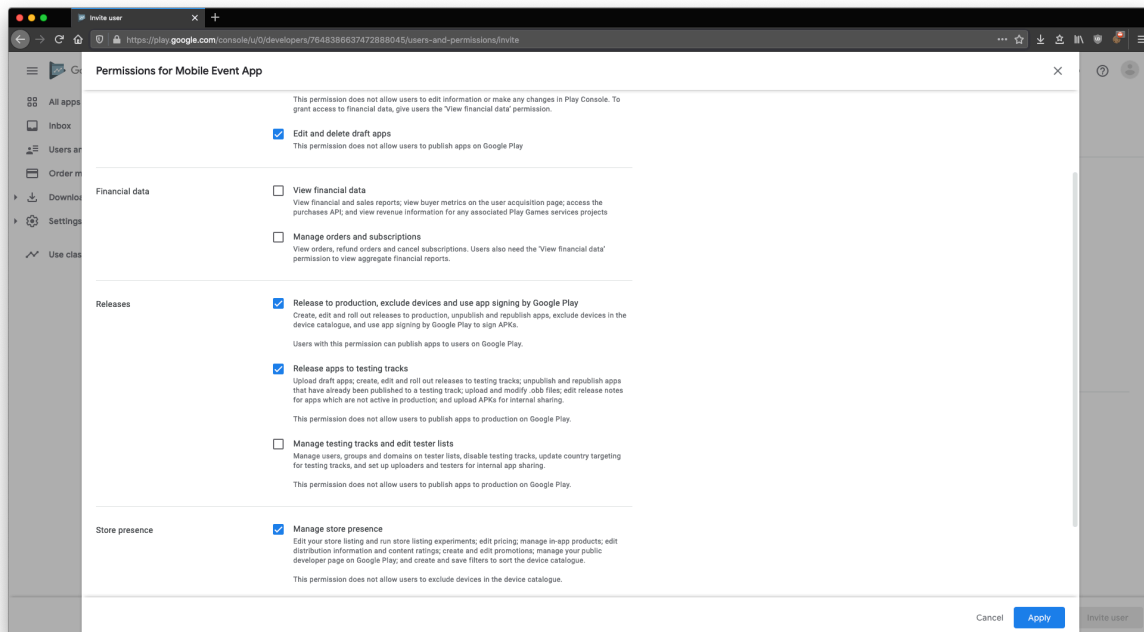 Invite user
https://play.google.com/console/u/0/developers/7648386637472888045/users-and-permissions/invite
Permissions for Mobile Event App
All apps
Inbox
Users an
Order m
Downloa
Settings
Use clas
This permission does not allow users to edit information or make any changes in Play Console. To
grant access to financial data, give users the 'View financial data' permission.
Edit and delete draft apps
This permission does not allow users to publish apps on Google Play
Financial data
View financial data
View financial and sales reports; view buyer metrics on the user acquisition page; access the
purchases API; and view revenue information for any associated Play Games services projects
Manage orders and subscriptions
View orders, refund orders and cancel subscriptions. Users also need the 'View financial data'
permission to view aggregate financial reports.
Releases
Release to production, exclude devices and use app signing by Google Play
Create, edit and roll out releases to production, unpublish and republish apps, exclude devices in the
device catalogue, and use app signing by Google Play to sign APKs.
Users with this permission can publish apps to users on Google Play.
Release apps to testing tracks
Upload draft apps; create, edit and roll out releases to testing tracks; unpublish and republish apps
that have already been published to a testing track; upload and modify .obb files; edit release notes
for apps which are not active in production; and upload APKs for internal sharing.
This permission does not allow users to publish apps to production on Google Play.
Manage testing tracks and edit tester lists
Manage users, groups and domains on tester lists, disable testing tracks, update country targeting
for testing tracks, and set up uploaders and testers for internal app sharing.
This permission does not allow users to publish apps to production on Google Play.
Store presence
Manage store presence
Edit your store listing and run store listing experiments; edit pricing; manage in-app products; edit
distribution information and content ratings; create and edit promotions; manage your public
developer page on Google Play; and create and save filters to sort the device catalogue.
This permission does not allow users to exclude devices in the device catalogue.
Cancel
Apply
Invite user